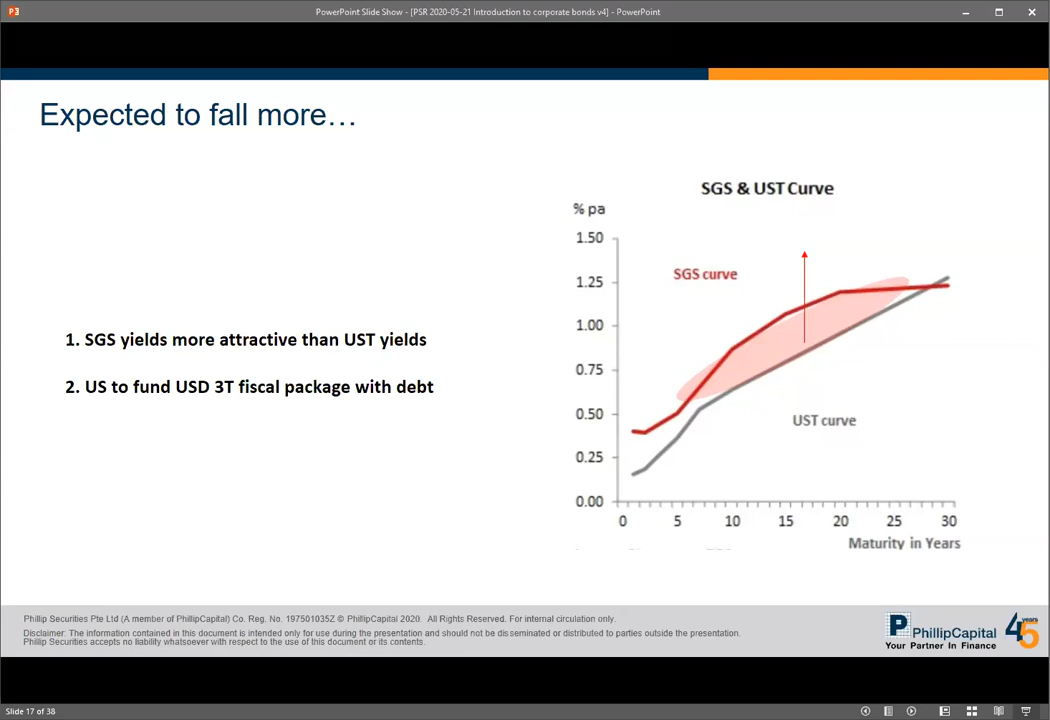 PowerPoint Slide Show - [PSR 2020-05-21 Introduction to corporate bonds v4] - PowerPoint
Expected to fall more…
SGS & UST Curve
% pa
1.50
1.25
1.00
0.75
0.50
0.25
0.00
SGS curve
UST curve
0 5 10 15 20 25 30
Maturity in Years
1. SGS yields more attractive than UST yields
2. US to fund USD 3T fiscal package with debt
Phillip Securities Pte Ltd (A member of PhillipCapital) Co. Reg. No. 197501035Z © PhillipCapital 2020. All Rights Reserved. For internal circulation only.
Disclaimer: The information contained in this document is intended only for use during the presentation and should not be disseminated or distributed to parties outside the presentation.
Phillip Securities accepts no liability whatsoever with respect to the use of this document or its contents.
P PhillipCapital
Your Partner In Finance
45 years
Slide 17 of 38